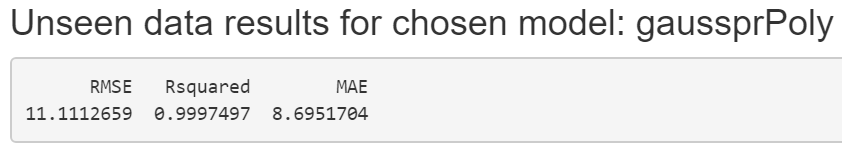 Unseen data results for chosen model: gaussprPoly
RMSE Rsquared MAE
11.1112659 0.9997497 8.6951704